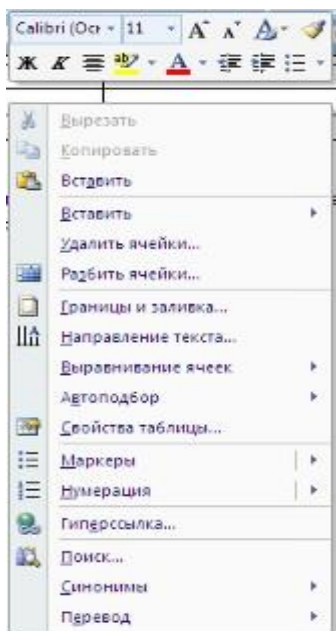 Calibri (Осн 11 A A A
Ж К ab A
Вырезать
Копировать
Вставить
Вставить
Удалить ячейки...
Разбить ячейки...
Границы и заливка...
Направление текста...
Выравнивание ячеек
Автоподбор
Свойства таблицы...
Маркеры
Нумерация
Гиперссылка...
Поиск...
Синонимы
Перевод